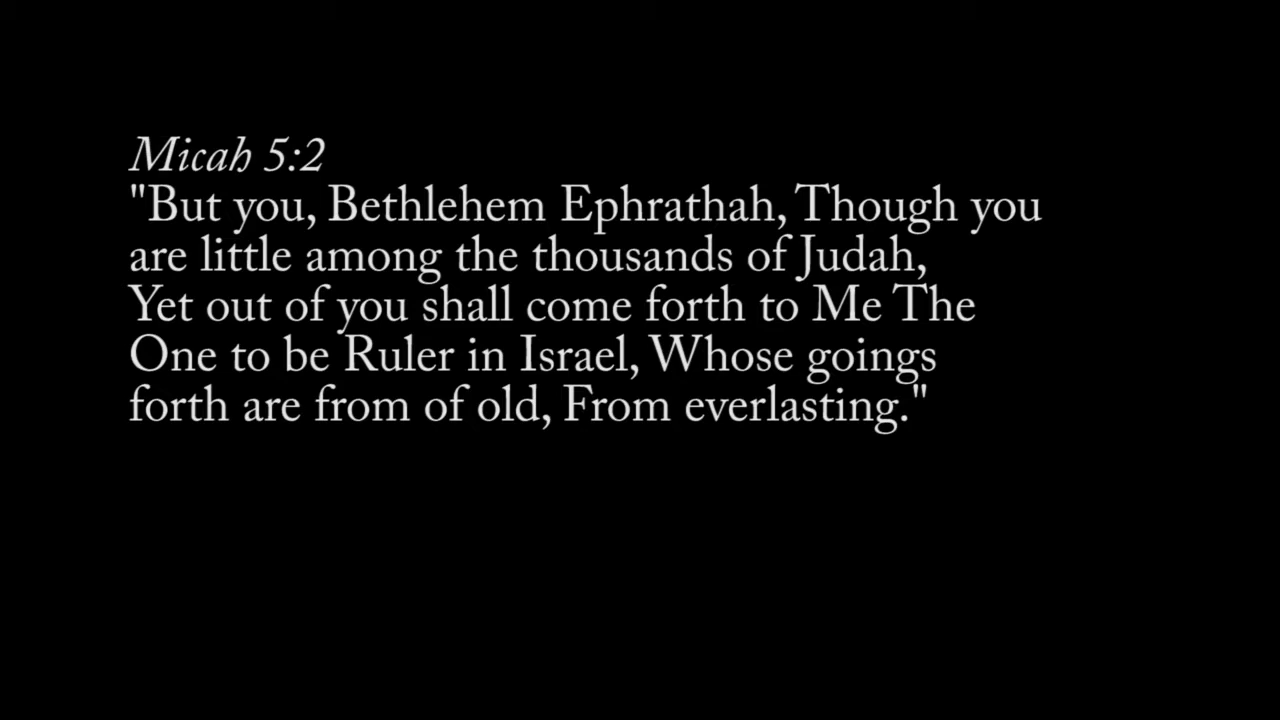 Micah 5:2
"But you, Bethlehem Ephrathah, Though you
are little among the thousands of Judah,
Yet out of you shall come forth to Me The
One to be Ruler in Israel, Whose goings
forth are from of old, From everlasting."